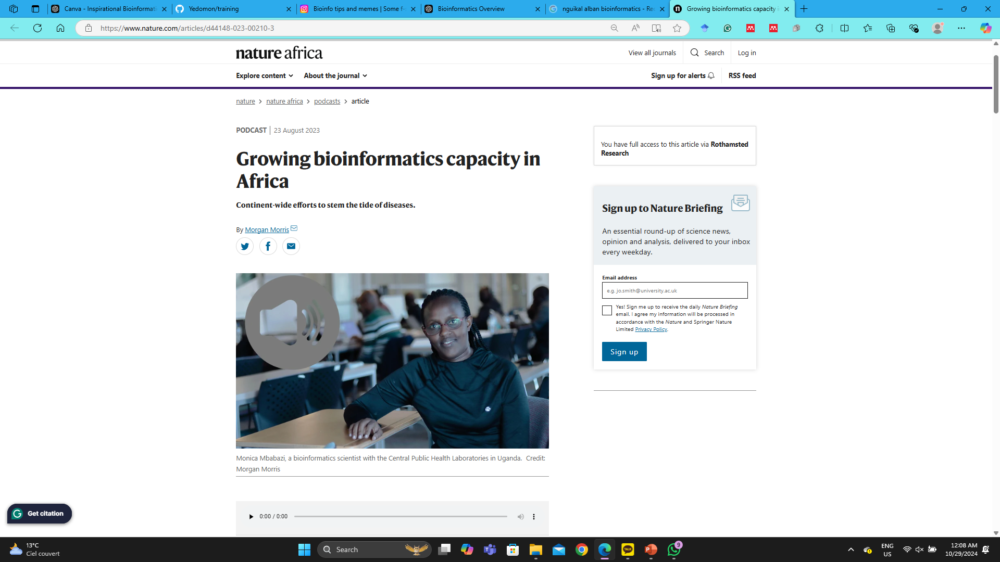 Canva - Inspirational Bioinformati
Yedomon/training
Bioinfo tips and memes | Some f
Bioinformatics Overview
nguikal alban bioinformatics - Re
Growing bioinformatics capacity i
https://www.nature.com/articles/d44148-023-00210-3
nature africa
View all journals
Search
Log in
Explore content
About the journal
Sign up for alerts
RSS feed
nature > nature africa > podcasts > article
PODCAST | 23 August 2023
Growing bioinformatics capacity in
Africa
Continent-wide efforts to stem the tide of diseases.
By Morgan Morris
Monica Mbabazi, a bioinformatics scientist with the Central Public Health Laboratories in Uganda. Credit:
Morgan Morris
0:00 / 0:00
You have full access to this article via Rothamsted
Research
Sign up to Nature Briefing
An essential round-up of science news,
opinion and analysis, delivered to your inbox
every weekday.
Email address
e.g. jo.smith@university.ac.uk
Yes! Sign me up to receive the daily Nature Briefing
email. I agree my information will be processed in
accordance with the Nature and Springer Nature
Limited Privacy Policy.
Sign up
Get citation
13°C
Ciel couvert
Search
TALK
9
ENG
US
12:08 AM
10/29/2024